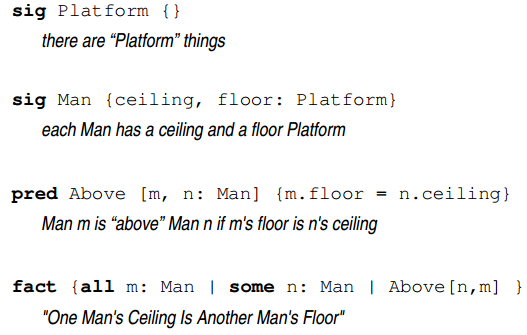 sig Platform {}
there are “Platform” things
sig Man {ceiling, floor: Platform}
each Man has a ceiling and a floor Platform
pred Above [m, n: Man] {m.floor = n.ceiling}
Man m is “above” Man n if m's floor is n's ceiling
fact {all m: Man | some n: Man | Above[n,m] }
"One Man's Ceiling Is Another Man's Floor"